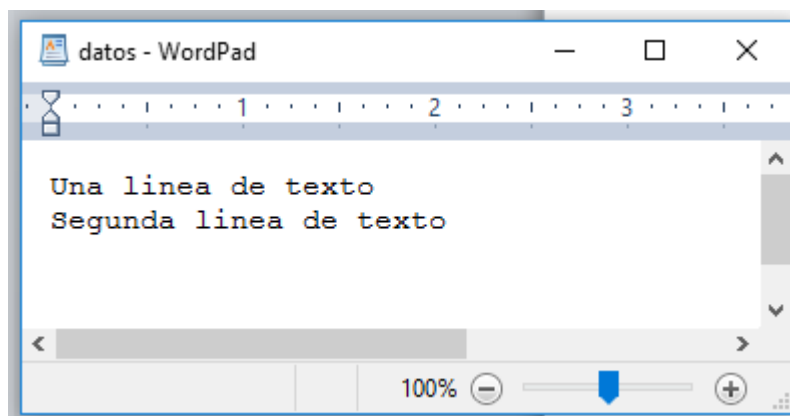 datos - WordPad
1 2 3
Una linea de texto
Segunda linea de texto
100%